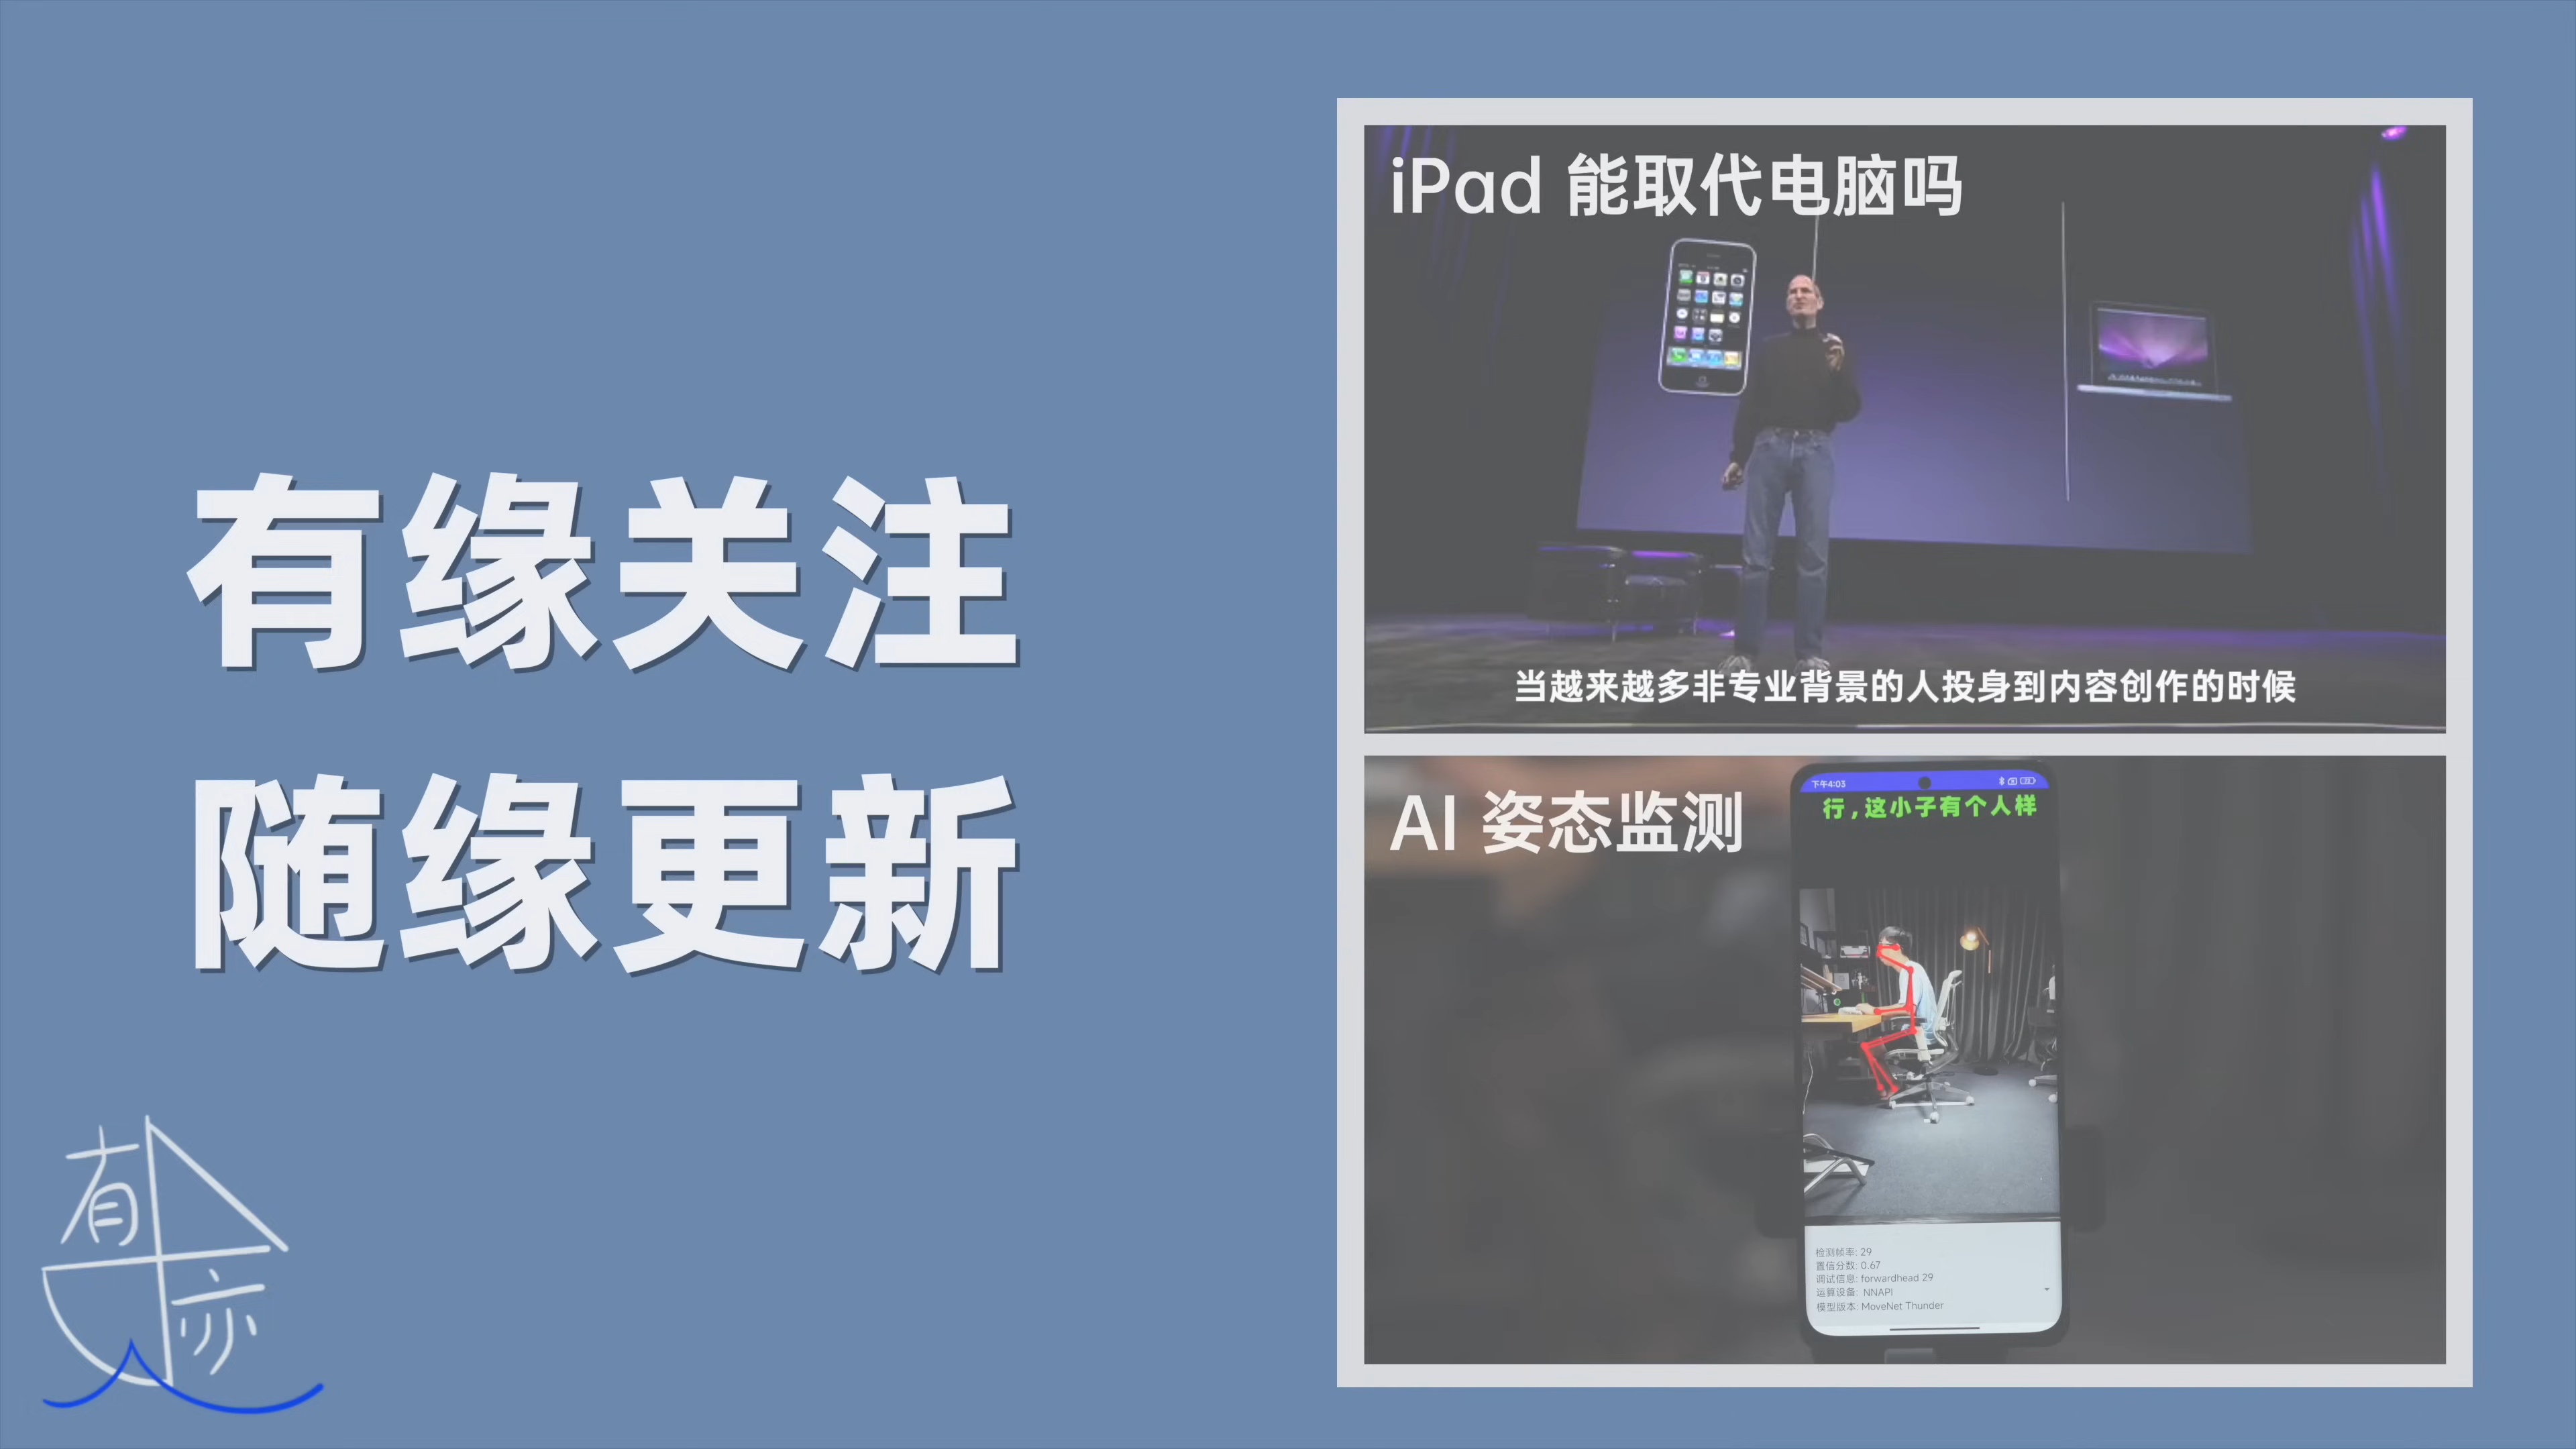 有缘关注
随缘更新
有
亦
iPad 能取代电脑吗
当越来越多非专业背景的人投身到内容创作的时候
AI 姿态监测
下午4:03
行，这小子有个人样
检测帧率: 29
置信分数: 0.67
调试信息: forwardhead 29
运算设备: NNAPI
模型版本: MoveNet Thunder